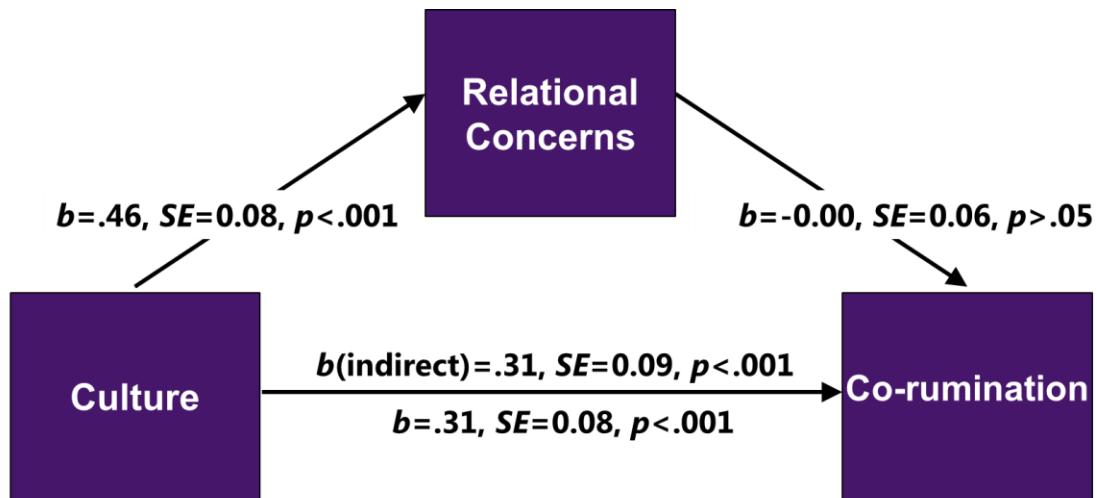 Relational
Concerns
b=.46, SE=0.08, p<.001
b=-0.00, SE=0.06, p>.05
Culture
b(indirect)=.31, SE=0.09, p<.001
b=.31, SE=0.08, p<.001
Co-rumination